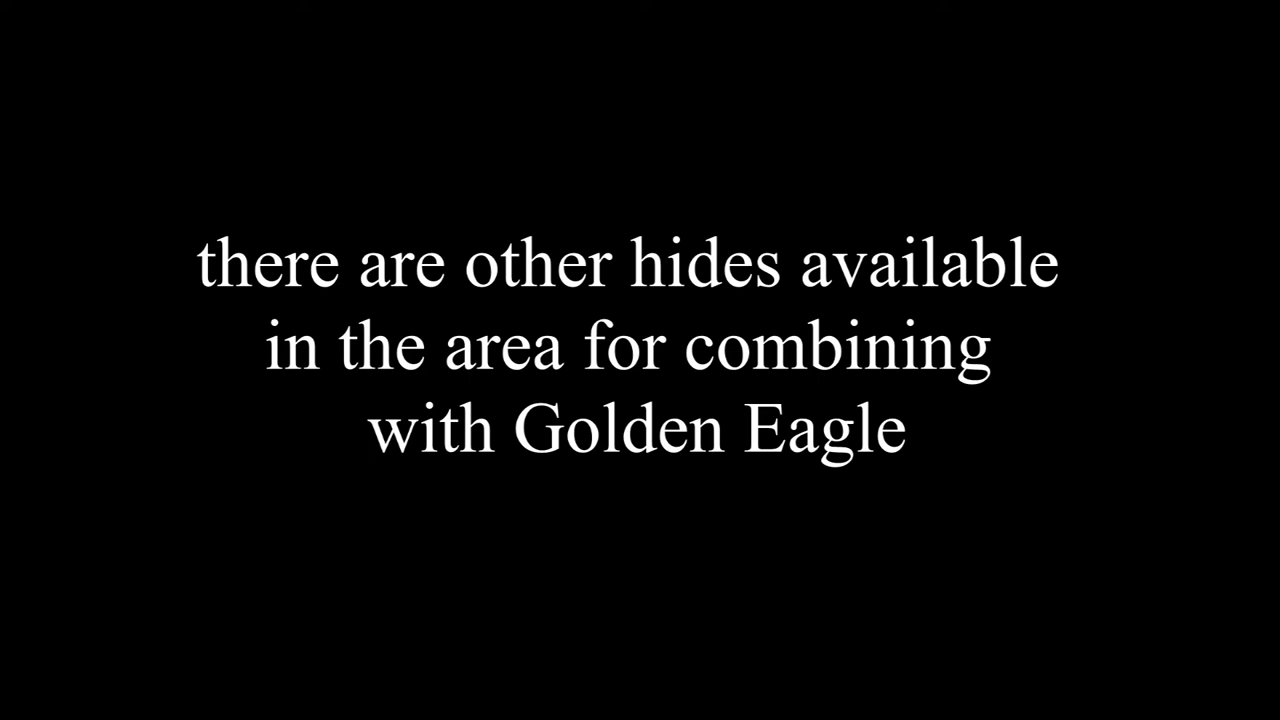 there are other hides available
in the area for combining
with Golden Eagle